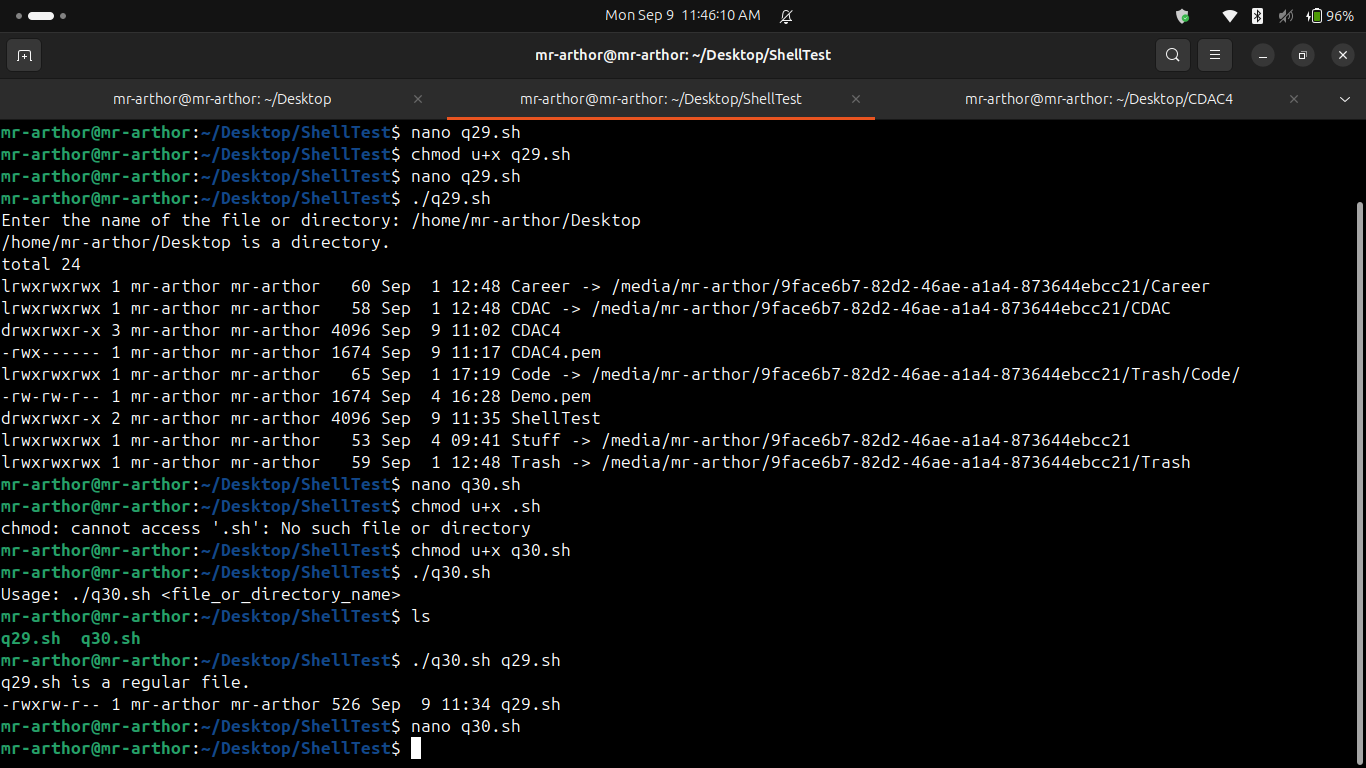 Mon Sep 9 11:46:10 AM
96%
mr-arthor@mr-arthor: ~/Desktop/ShellTest
mr-arthor@mr-arthor: ~/Desktop
mr-arthor@mr-arthor: ~/Desktop/ShellTest
mr-arthor@mr-arthor: ~/Desktop/CDAC4
mr-arthor@mr-arthor:~/Desktop/ShellTest$ nano q29.sh
mr-arthor@mr-arthor:~/Desktop/ShellTest$ chmod u+x q29.sh
mr-arthor@mr-arthor:~/Desktop/ShellTest$ nano q29.sh
mr-arthor@mr-arthor:~/Desktop/ShellTest$ ./q29.sh
Enter the name of the file or directory: /home/mr-arthor/Desktop
/home/mr-arthor/Desktop is a directory.
total 24
lrwxrwxrwx 1 mr-arthor mr-arthor   60 Sep  1 12:48 Career -> /media/mr-arthor/9face6b7-82d2-46ae-a1a4-873644ebcc21/Career
lrwxrwxrwx 1 mr-arthor mr-arthor   58 Sep  1 12:48 CDAC -> /media/mr-arthor/9face6b7-82d2-46ae-a1a4-873644ebcc21/CDAC
drwxrwxr-x 3 mr-arthor mr-arthor 4096 Sep  9 11:02 CDAC4
-rwx------ 1 mr-arthor mr-arthor 1674 Sep  9 11:17 CDAC4.pem
lrwxrwxrwx 1 mr-arthor mr-arthor   65 Sep  1 17:19 Code -> /media/mr-arthor/9face6b7-82d2-46ae-a1a4-873644ebcc21/Trash/Code/
-rw-rw-r-- 1 mr-arthor mr-arthor 1674 Sep  4 16:28 Demo.pem
drwxrwxr-x 2 mr-arthor mr-arthor 4096 Sep  9 11:35 ShellTest
lrwxrwxrwx 1 mr-arthor mr-arthor   53 Sep  4 09:41 Stuff -> /media/mr-arthor/9face6b7-82d2-46ae-a1a4-873644ebcc21
lrwxrwxrwx 1 mr-arthor mr-arthor   59 Sep  1 12:48 Trash -> /media/mr-arthor/9face6b7-82d2-46ae-a1a4-873644ebcc21/Trash
mr-arthor@mr-arthor:~/Desktop/ShellTest$ nano q30.sh
mr-arthor@mr-arthor:~/Desktop/ShellTest$ chmod u+x .sh
chmod: cannot access '.sh': No such file or directory
mr-arthor@mr-arthor:~/Desktop/ShellTest$ chmod u+x q30.sh
mr-arthor@mr-arthor:~/Desktop/ShellTest$ ./q30.sh
Usage: ./q30.sh <file_or_directory_name>
mr-arthor@mr-arthor:~/Desktop/ShellTest$ ls
q29.sh  q30.sh
mr-arthor@mr-arthor:~/Desktop/ShellTest$ ./q30.sh q29.sh
q29.sh is a regular file.
-rwxrw-r-- 1 mr-arthor mr-arthor 526 Sep  9 11:34 q29.sh
mr-arthor@mr-arthor:~/Desktop/ShellTest$ nano q30.sh
mr-arthor@mr-arthor:~/Desktop/ShellTest$